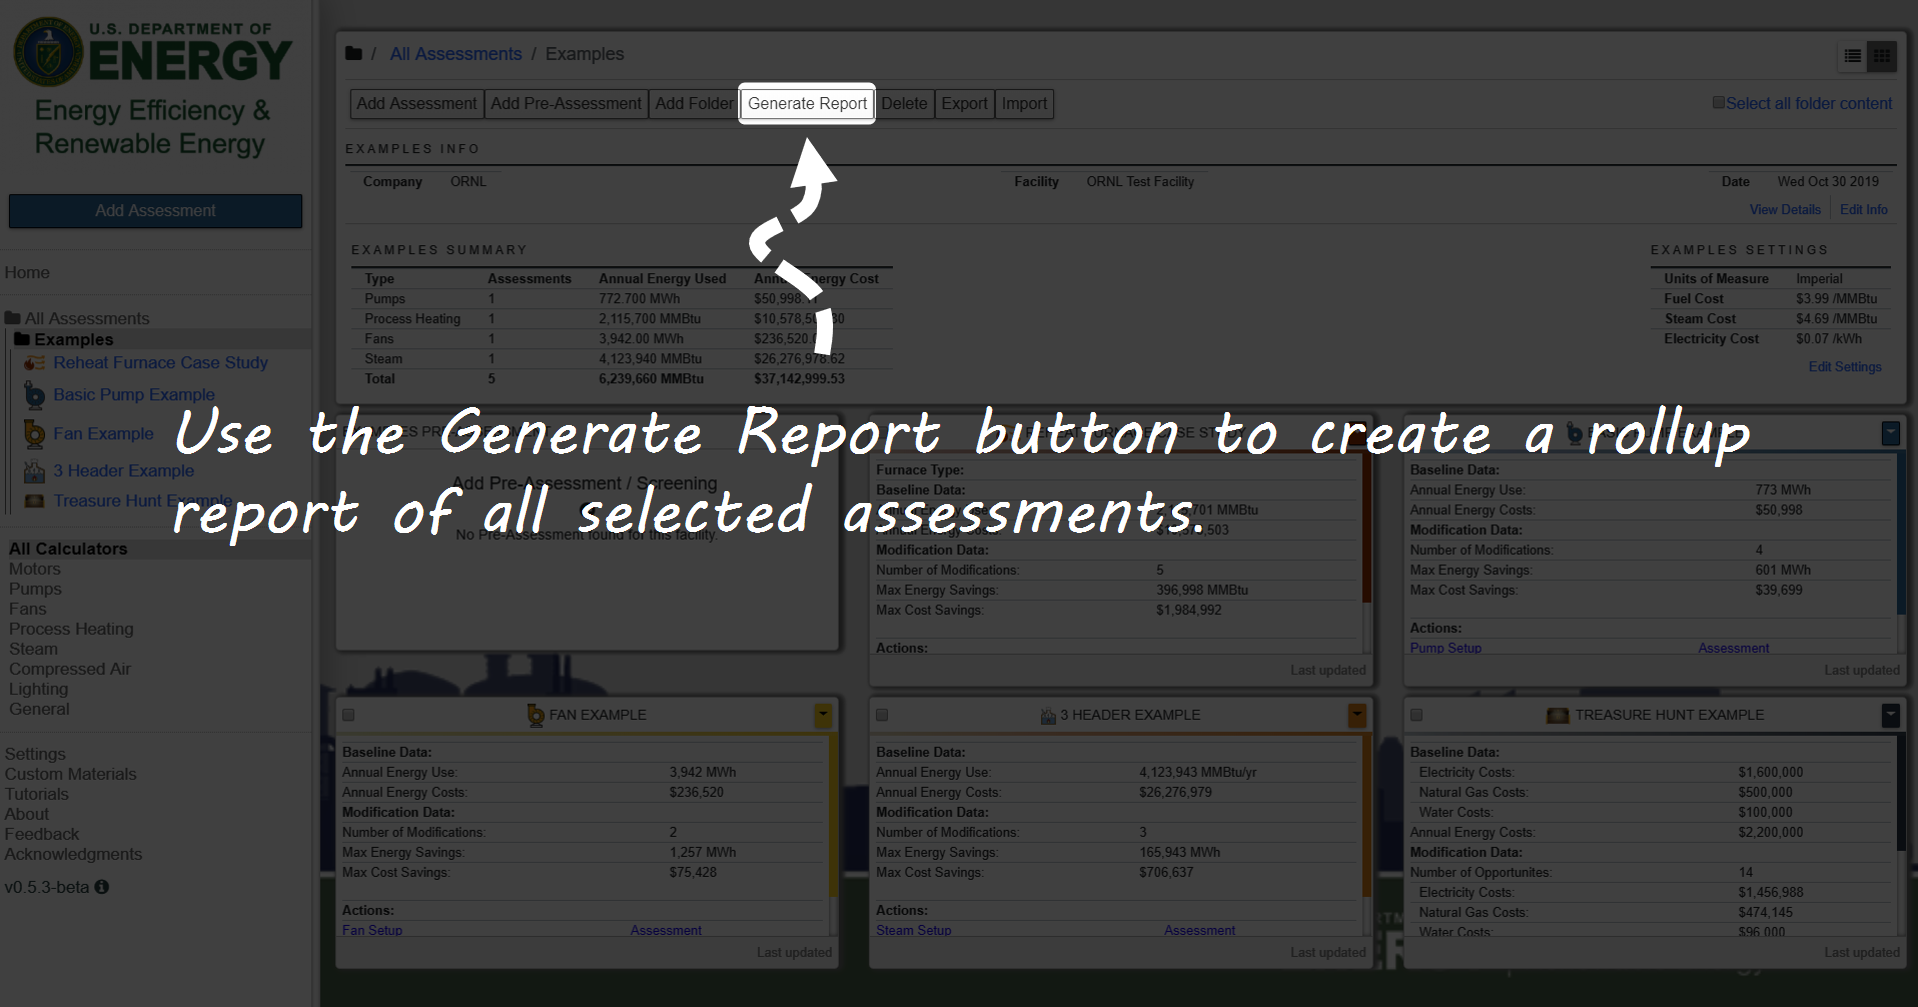 U.S. DEPARTMENT OF
ENERGY
Energy Efficiency &
Renewable Energy
Add Assessment
Home
All Assessments
Examples
Reheat Furnace Case Study
Basic Pump Example
Fan Example
3 Header Example
Treasure Hunt Example
All Calculators
Motors
Pumps
Fans
Process Heating
Steam
Compressed Air
Lighting
General
Settings
Custom Materials
Tutorials
About
Feedback
Acknowledgments
v0.5.3-beta
/ All Assessments / Examples
Add Assessment Add Pre-Assessment Add Folder Generate Report Delete Export Import
Select all folder content
EXAMPLES INFO
Company ORNL Facility ORNL Test Facility Date Wed Oct 30 2019
View Details Edit Info
EXAMPLES SUMMARY
Type Assessments Annual Energy Used Annual Energy Cost
Pumps 1 772.700 MWh $50,998.
Process Heating 1 2,115,700 MMBtu
Fans 1 3,942.00 MWh $236,520.
Steam 1 4,123,940 MMBtu $26,276,978.62
Total 5 6,239,660 MMBtu $37,142,999.53
EXAMPLES SETTINGS
Units of Measure Imperial
Fuel Cost $3.99 /MMBtu
Steam Cost $4.69 /MMBtu
Electricity Cost $0.07 /kWh
Edit Settings
Use the Generate Report button to create a rollup
report of all selected assessments.
Add Pre-Assessment / Screening
No Pre-Assessment found for this facility.
Furnace Type:
Baseline Data:
Modification Data:
Number of Modifications: 5
Max Energy Savings: 396,998 MMBtu
Max Cost Savings: $1,984,992
Actions:
Last updated
Baseline Data:
Annual Energy Use: 773 MWh
Annual Energy Costs: $50,998
Modification Data:
Number of Modifications: 4
Max Energy Savings: 601 MWh
Max Cost Savings: $39,699
Actions:
Pump Setup Assessment
Last updated
FAN EXAMPLE
Baseline Data:
Annual Energy Use: 3,942 MWh
Annual Energy Costs: $236,520
Modification Data:
Number of Modifications: 2
Max Energy Savings: 1,257 MWh
Max Cost Savings: $75,428
Actions:
Fan Setup Assessment
Last updated
3 HEADER EXAMPLE
Baseline Data:
Annual Energy Use: 4,123,943 MMBtu/yr
Annual Energy Costs: $26,276,979
Modification Data:
Number of Modifications: 3
Max Energy Savings: 165,943 MWh
Max Cost Savings: $706,637
Actions:
Steam Setup Assessment
Last updated
TREASURE HUNT EXAMPLE
Baseline Data:
Electricity Costs: $1,600,000
Natural Gas Costs: $500,000
Water Costs: $100,000
Annual Energy Costs: $2,200,000
Modification Data:
Number of Opportunites: 14
Electricity Costs: $1,456,988
Natural Gas Costs: $474,145
Water Costs: $96,000
Last updated